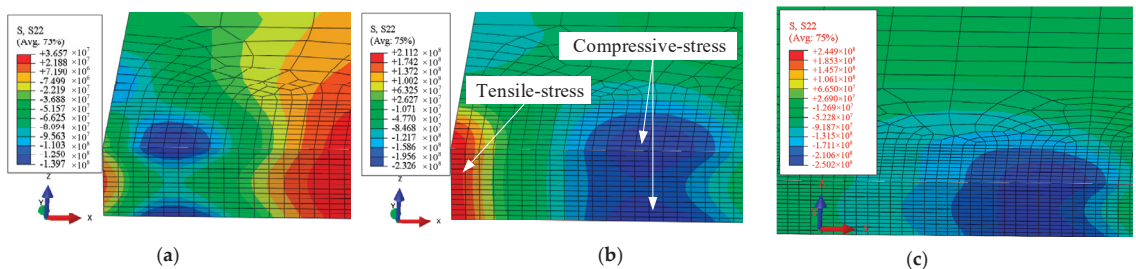 S, S22
(Avg: 75%)
+3.657 ×10⁷
+2.188 ×10⁷
+7.190 ×10⁶
-7.499 ×10⁶
-2.219 ×10⁷
-3.688 ×10⁷
-5.157 ×10⁷
-6.625 ×10⁷
-8.094 ×10⁷
-9.563 ×10⁷
-1.103 ×10⁸
-1.250 ×10⁸
-1.397 ×10⁸
Z
Y
X
(a)
S, S22
(Avg: 75%)
+2.112 ×10⁸
+1.742 ×10⁸
+1.372 ×10⁸
+1.002 ×10⁸
+6.325 ×10⁷
+2.627 ×10⁷
-1.071 ×10⁷
-4.770 ×10⁷
-8.468 ×10⁷
-1.217 ×10⁸
-1.586 ×10⁸
-1.956 ×10⁸
-2.326 ×10⁸
Compressive-stress
Tensile-stress
Z
Y
X
(b)
S, S22
(Avg: 75%)
+2.449×10⁸
+1.853×10⁸
+1.457×10⁸
+1.061×10⁸
+6.650×10⁷
+2.690×10⁷
-1.269×10⁷
-5.228×10⁷
-9.187×10⁷
-1.315×10⁸
-1.711×10⁸
-2.106×10⁸
-2.502×10⁸
(c)